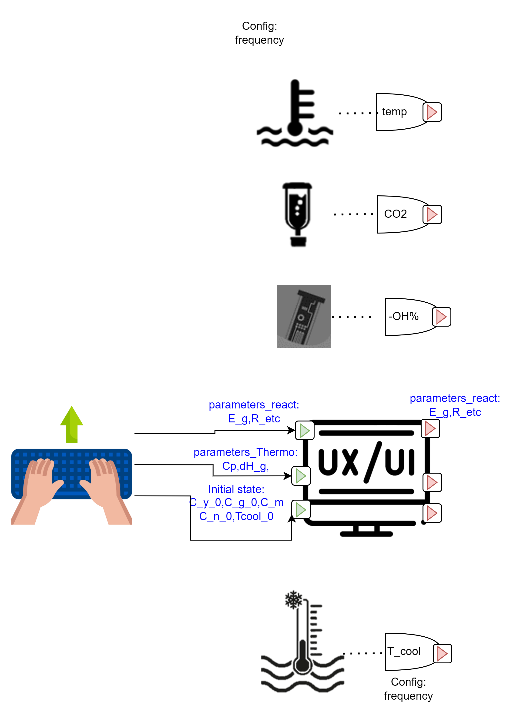 Config:
frequency
temp
CO2
-OH%
parameters_react:
E_g,R_etc
parameters_react:
E_g,R_etc
parameters_Thermo:
Cp,dH_g,
UX/UI
Initial state:
C_y_0,C_g_0,C_m
C_n_0,Tcool_0
T_cool
Config:
frequency